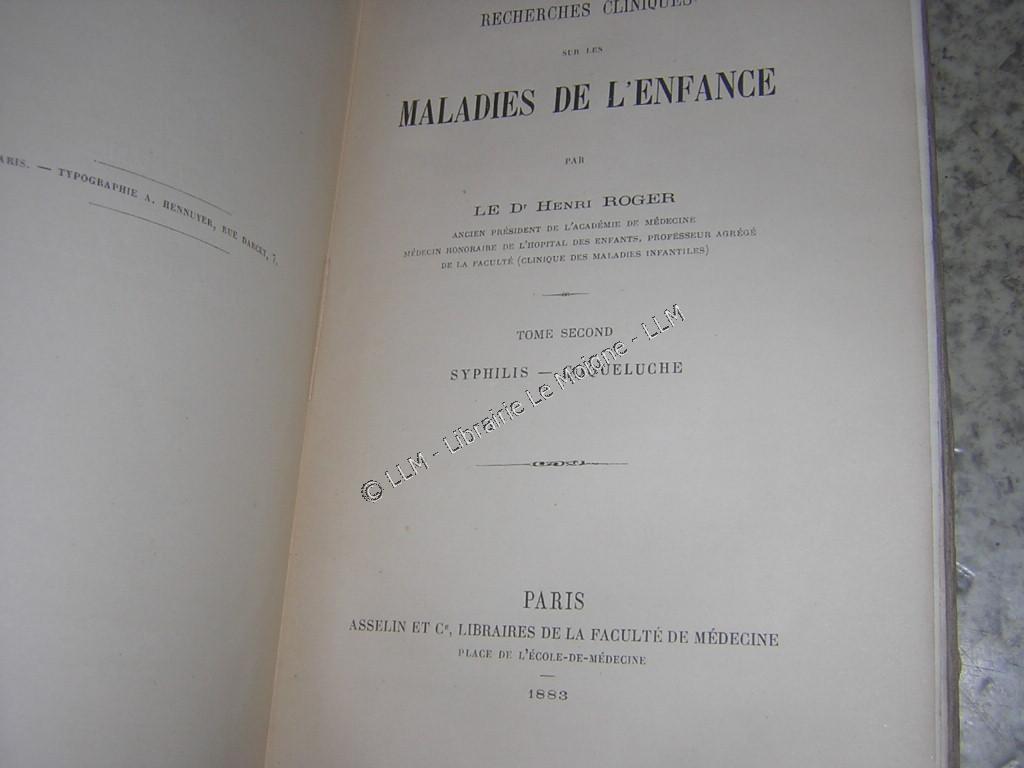 ARIS. — TYPOGRAPHIE A. HENNUYER, RUE DARCET, 7.
RECHERCHES CLINIQUES
SUR LES
MALADIES DE L'ENFANCE
PAR
LE Dr HENRI ROGER
ANCIEN PRÉSIDENT DE L'ACADÉMIE DE MÉDECINE
MÉDECIN HONORAIRE DE L'HOPITAL DES ENFANTS, PROFESSEUR AGRÉGÉ
DE LA FACULTÉ (CLINIQUE DES MALADIES INFANTILES)
TOME SECOND
SYPHILIS — QUELUCHE
© LLM - Librairie Le Moigne - LLM
PARIS
ASSELIN ET Ce, LIBRAIRES DE LA FACULTÉ DE MÉDECINE
PLACE DE L'ÉCOLE-DE-MÉDECINE
1883